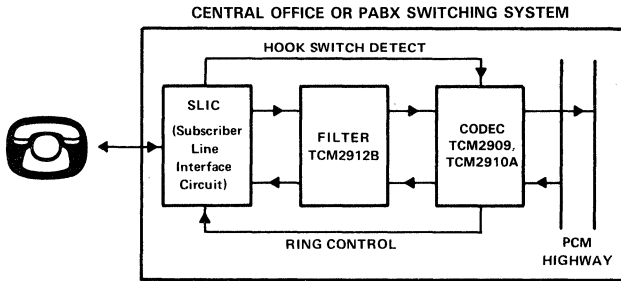 CENTRAL OFFICE OR PABX SWITCHING SYSTEM
HOOK SWITCH DETECT
SLIC
(Subscriber
Line
Interface
Circuit)
FILTER
TCM2912B
CODEC
TCM2909,
TCM2910A
RING CONTROL
PCM
HIGHWAY